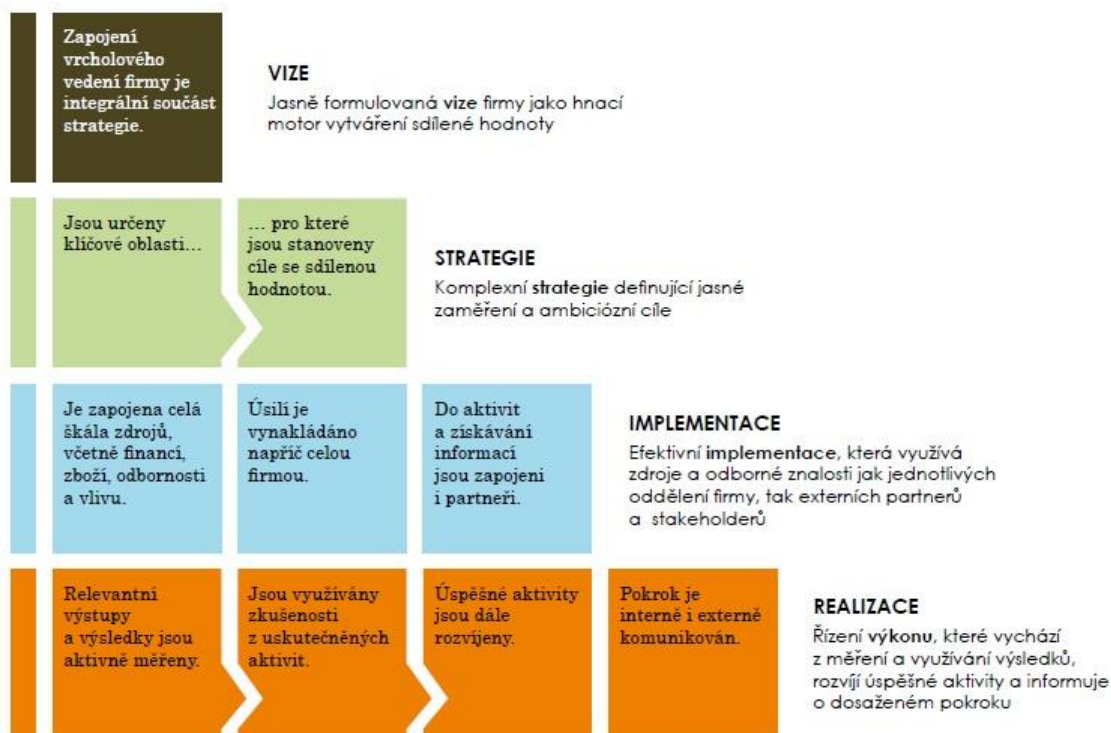 Zapojení
vrcholového
vedení firmy je
integrální součást
strategie.
VIZE
Jasně formulovaná vize firmy jako hnací
motor vytváření sdílené hodnoty
Jsou určeny
klíčové oblasti...
... pro které
jsou stanoveny
cíle se sdílenou
hodnotou.
STRATEGIE
Komplexní strategie definující jasné
zaměření a ambiciózní cíle
Je zapojena celá
škála zdrojů,
včetně financí,
zboží, odbornosti
a vlivu.
Úsilí je
vynakládáno
napříč celou
firmou.
Do aktivit
a získávání
informací
jsou zapojeni
i partneři.
IMPLEMENTACE
Efektivní implementace, která využívá
zdroje a odborné znalosti jak jednotlivých
oddělení firmy, tak externích partnerů
a stakeholderů
Relevantní
výstupy
a výsledky jsou
aktivně měřeny.
Jsou využívány
zkušenosti
z uskutečněných
aktivit.
Úspěšné aktivity
jsou dále
rozvíjeny.
Pokrok je
interně i externě
komunikován.
REALIZACE
Řízení výkonu, které vychází
z měření a využívání výsledků,
rozvíjí úspěšné aktivity a informuje
o dosaženém pokroku